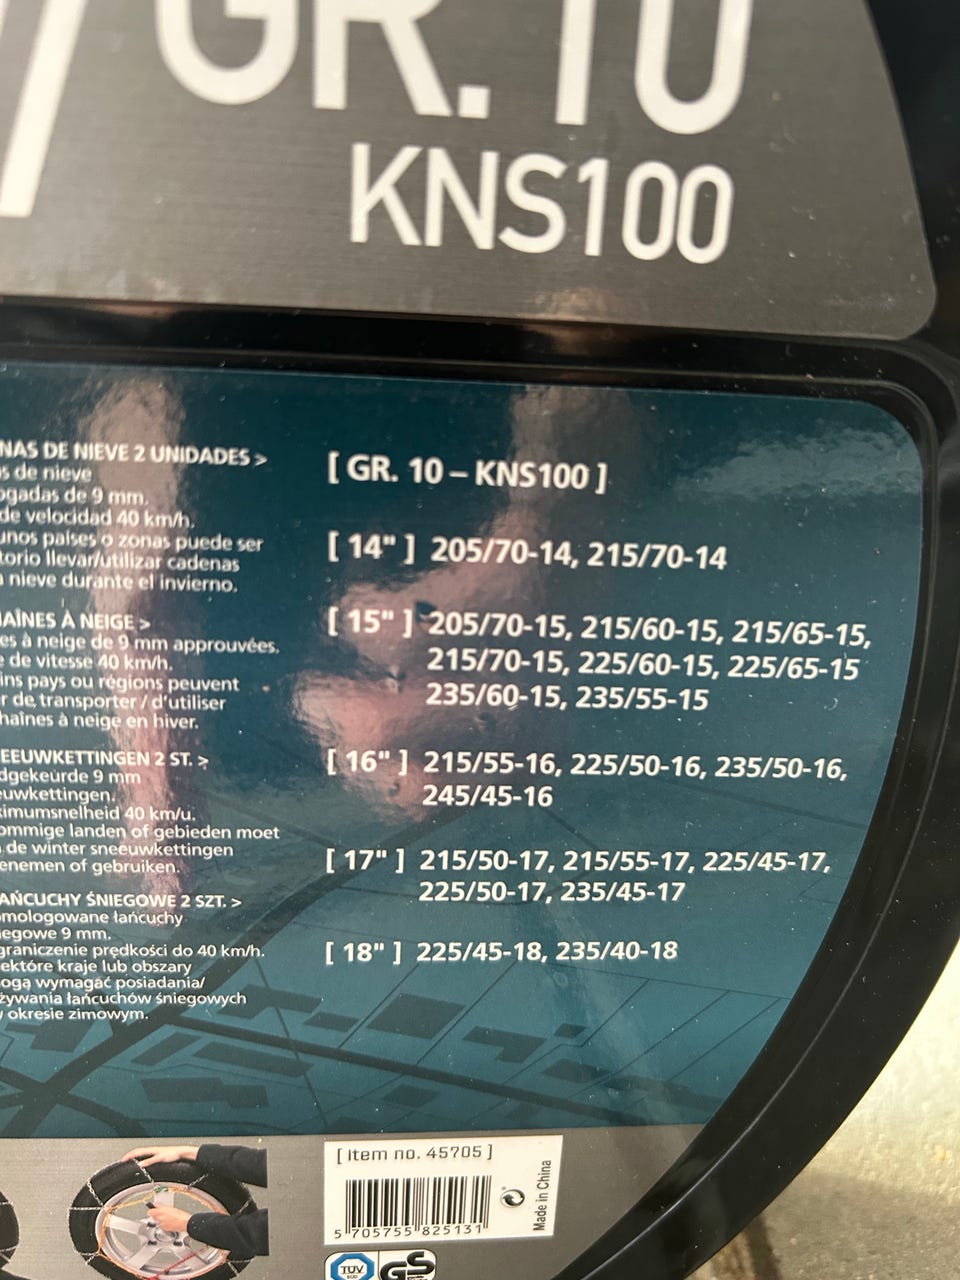 GR. 10
KNS100
NAS DE NIEVE 2 UNIDADES >
s de nieve
ogadas de 9 mm.
de velocidad 40 km/h.
unos países o zonas puede ser
torio llevar/utilizar cadenas
a nieve durante el invierno.
HAÎNES À NEIGE >
es à neige de 9 mm approuvées.
e de vitesse 40 km/h.
ins pays ou régions peuvent
r de transporter / d'utiliser
haînes à neige en hiver.
EEUWKETTINGEN 2 ST. >
dgekeurde 9 mm
euwkettingen.
ximumsnelheid 40 km/u.
ommige landen of gebieden moet
de winter sneeuwkettingen
enemen of gebruiken.
AŃCUCHY ŚNIEGOWE 2 SZT. >
omologowane łańcuchy
iegowe 9 mm.
graniczenie prędkości do 40 km/h.
ektóre kraje lub obszary
ogą wymagać posiadania/
żywania łańcuchów śniegowych
w okresie zimowym.
[ GR. 10 – KNS100 ]
[ 14" ] 205/70-14, 215/70-14
[ 15" ] 205/70-15, 215/60-15, 215/65-15,
215/70-15, 225/60-15, 225/65-15
235/60-15, 235/55-15
[ 16" ] 215/55-16, 225/50-16, 235/50-16,
245/45-16
[ 17" ] 215/50-17, 215/55-17, 225/45-17,
225/50-17, 235/45-17
[ 18" ] 225/45-18, 235/40-18
[ Item no. 45705 ]
5 705755 825131
Made in China
TÜV
GS